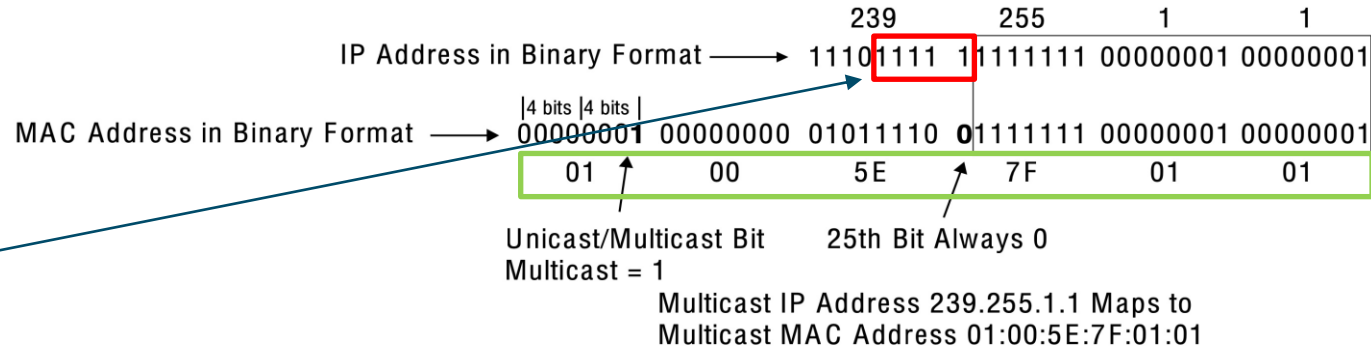 239 255 1 1
IP Address in Binary Format 11101111 11111111 00000001 00000001
|4 bits |4 bits |
MAC Address in Binary Format 00000001 00000000 01011110 01111111 00000001 00000001
01 00 5E 7F 01 01
Unicast/Multicast Bit 25th Bit Always 0
Multicast = 1
Multicast IP Address 239.255.1.1 Maps to
Multicast MAC Address 01:00:5E:7F:01:01